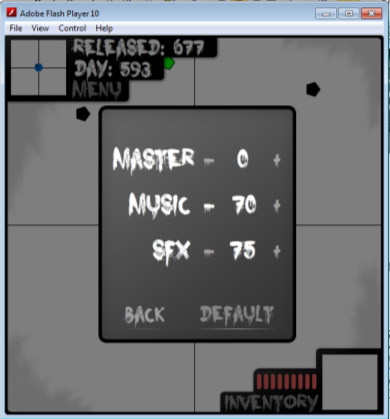 Adobe Flash Player 10
File View Control Help
RELEASED: 677
DAY: 593
MENU
MASTER - 0 +
MUSIC - 70 +
SFX - 75 +
BACK DEFAULT
INVENTORY